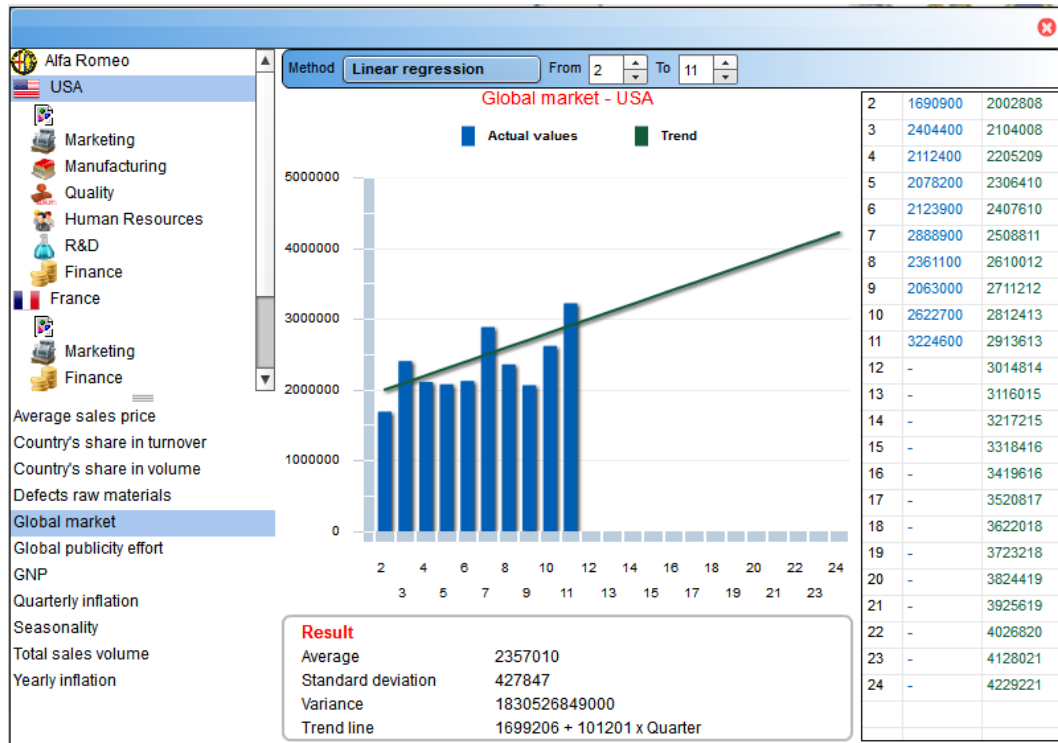 Alfa Romeo
USA
Marketing
Manufacturing
Quality
Human Resources
R&D
Finance
France
Marketing
Finance
Average sales price
Country's share in turnover
Country's share in volume
Defects raw materials
Global market
Global publicity effort
GNP
Quarterly inflation
Seasonality
Total sales volume
Yearly inflation
Method Linear regression From 2 To 11
Global market - USA
Actual values Trend
5000000
4000000
3000000
2000000
1000000
0
2 4 6 8 10 12 14 16 18 20 22 24
3 5 7 9 11 13 15 17 19 21 23
Result
Average 2357010
Standard deviation 427847
Variance 1830526849000
Trend line 1699206 + 101201 x Quarter
2 1690900 2002808
3 2404400 2104008
4 2112400 2205209
5 2078200 2306410
6 2123900 2407610
7 2888900 2508811
8 2361100 2610012
9 2063000 2711212
10 2622700 2812413
11 3224600 2913613
12 - 3014814
13 - 3116015
14 - 3217215
15 - 3318416
16 - 3419616
17 - 3520817
18 - 3622018
19 - 3723218
20 - 3824419
21 - 3925619
22 - 4026820
23 - 4128021
24 - 4229221